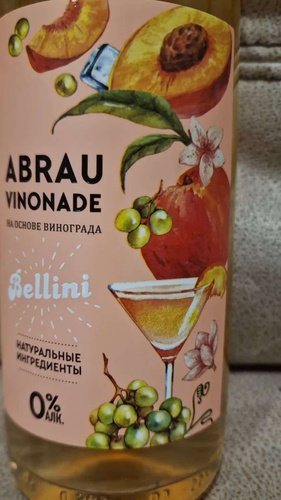 ABRAU
VINONADE
НА ОСНОВЕ ВИНОГРАДА
Bellini
НАТУРАЛЬНЫЕ
ИНГРЕДИЕНТЫ
0%
АЛК.